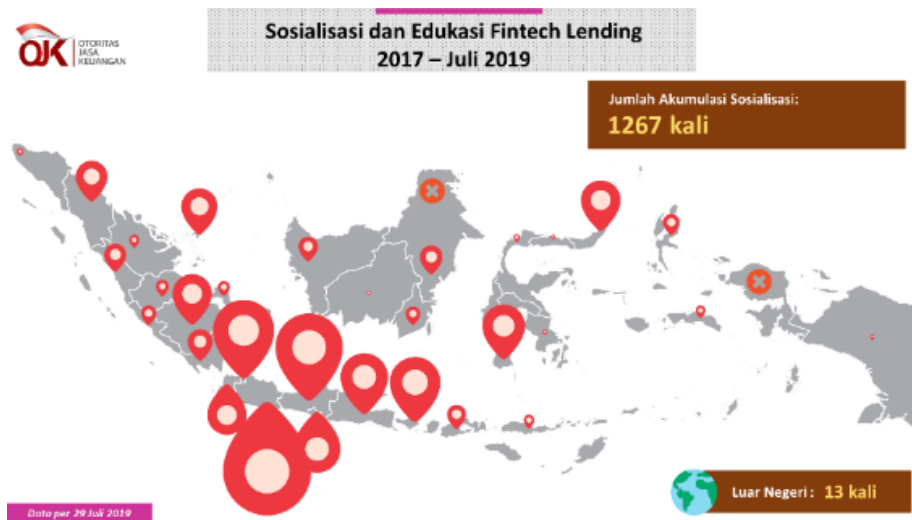 OJK
OTORITAS
JASA
KEUANGAN
Sosialisasi dan Edukasi Fintech Lending
2017 – Juli 2019
Jumlah Akumulasi Sosialisasi:
1267 kali
Luar Negeri : 13 kali
Data per 29 Juli 2019